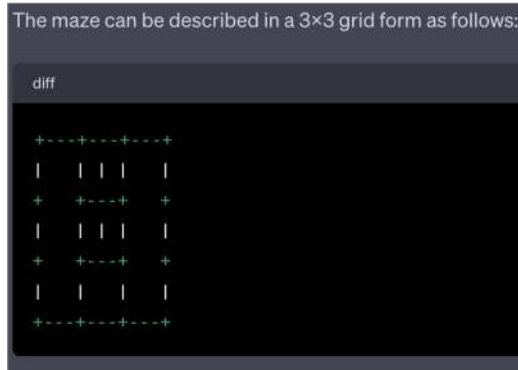 The maze can be described in a 3×3 grid form as follows:
diff
+---+---+---+
|   | | |   |
+   +---+   +
|   | | |   |
+   +---+   +
|   |   |   |
+---+---+---+